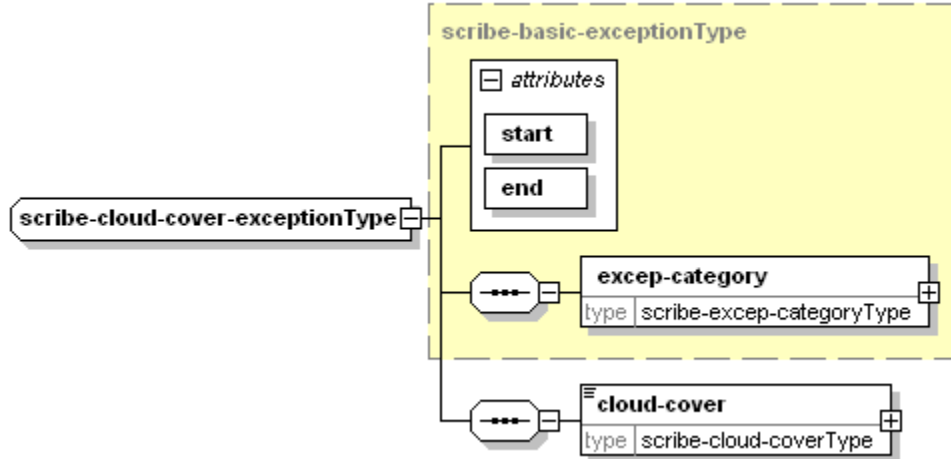 scribe-basic-exceptionType
attributes
start
end
scribe-cloud-cover-exceptionType
excep-category
type scribe-excep-categoryType
cloud-cover
type scribe-cloud-coverType